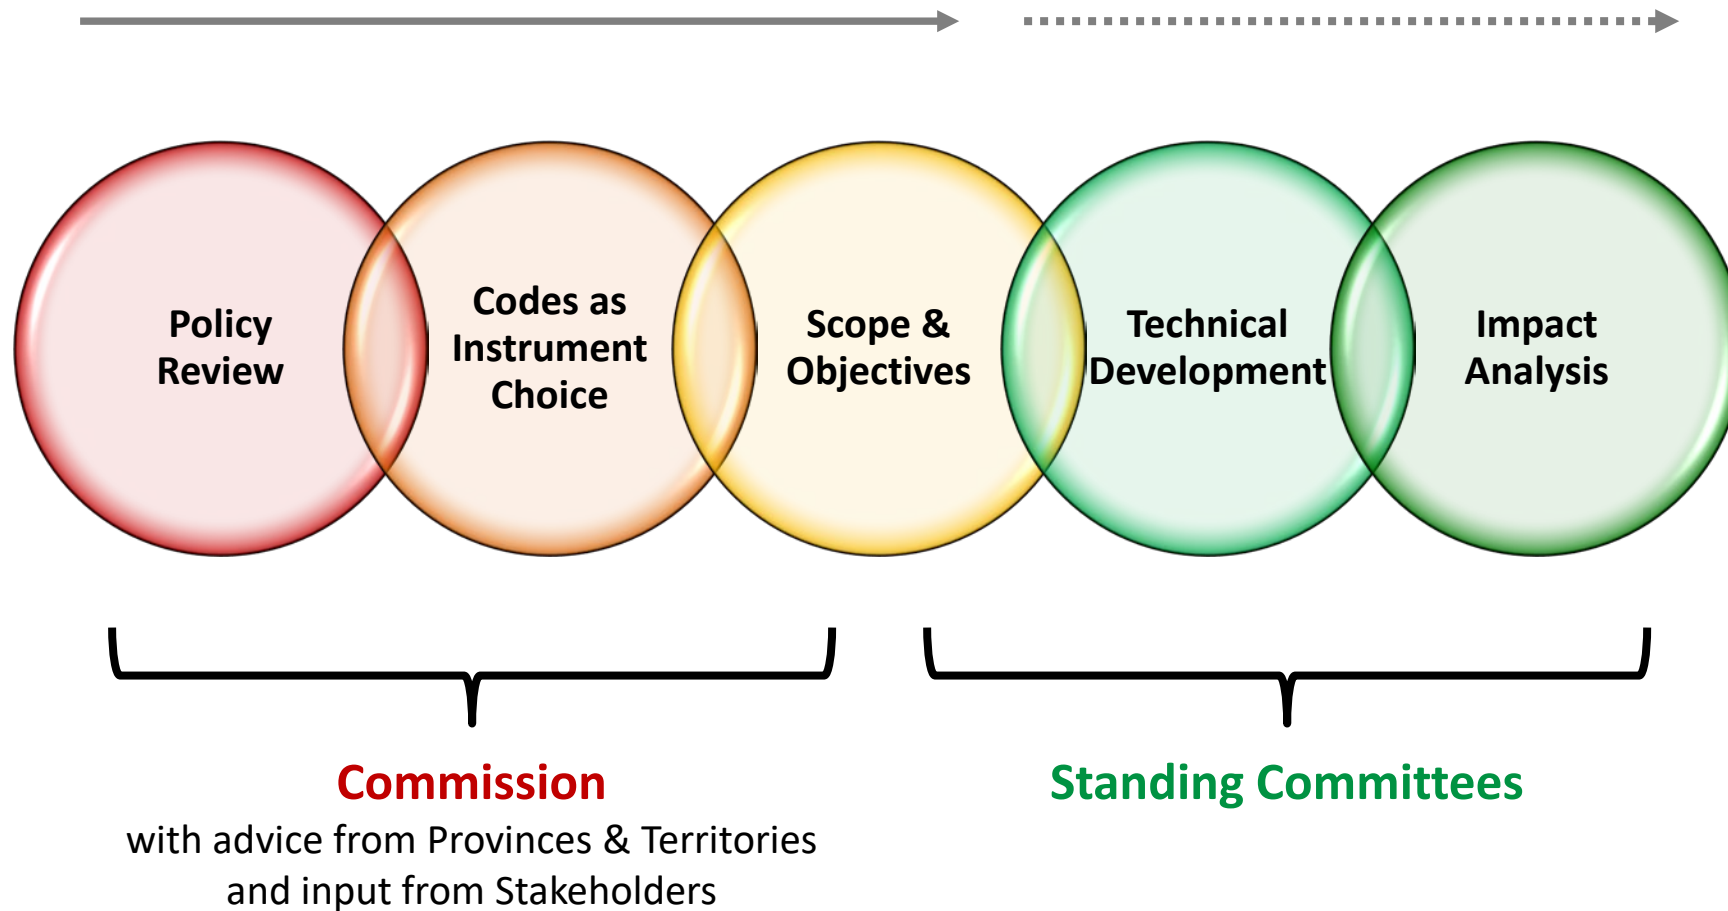 Policy
Review
Codes as
Instrument
Choice
Scope &
Objectives
Technical
Development
Impact
Analysis
Commission
with advice from Provinces & Territories
and input from Stakeholders
Standing Committees